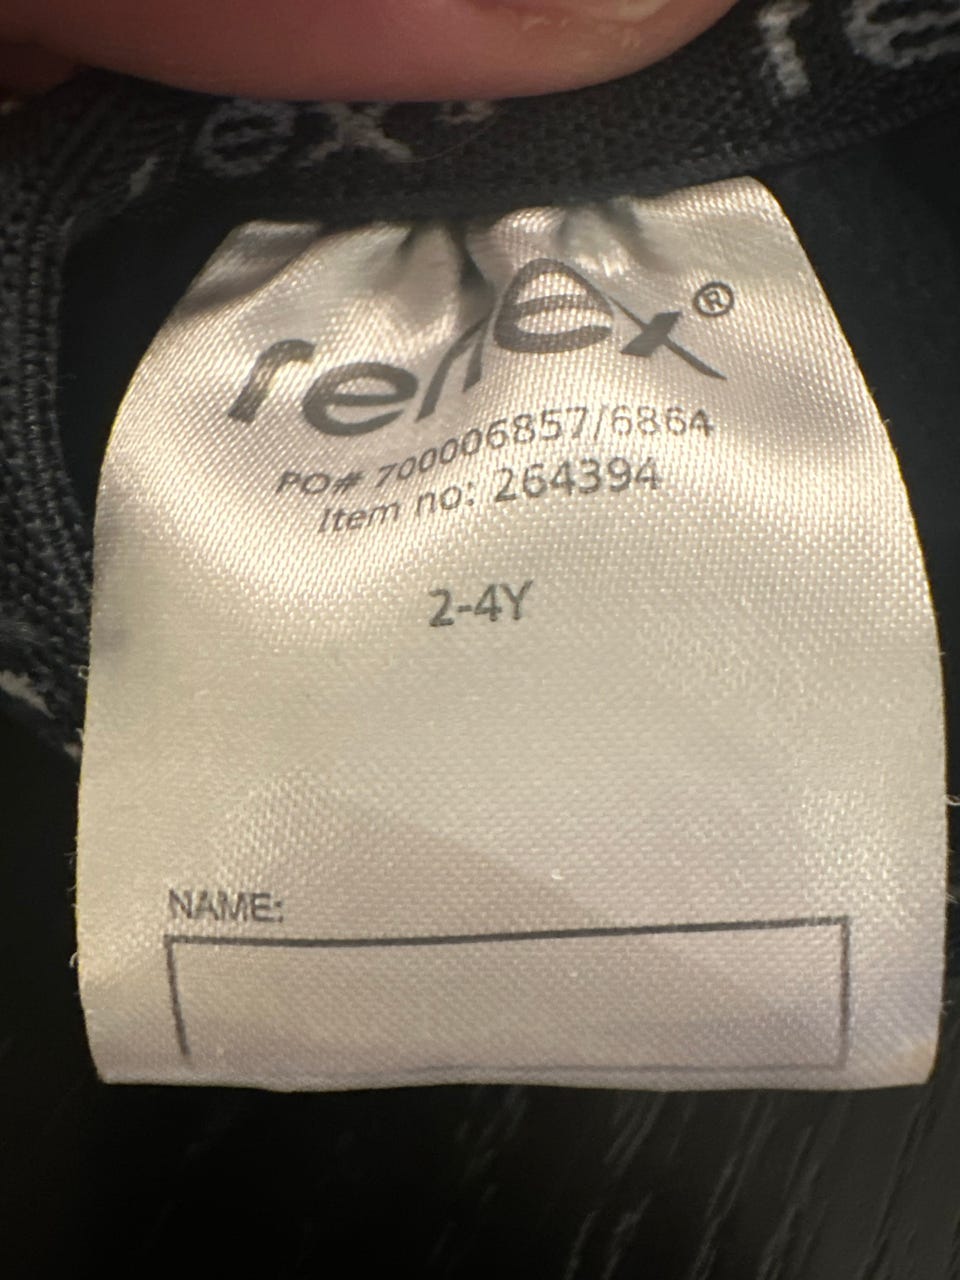 reflex®
PO# 700006857/6864
Item no: 264394
2-4Y
NAME: